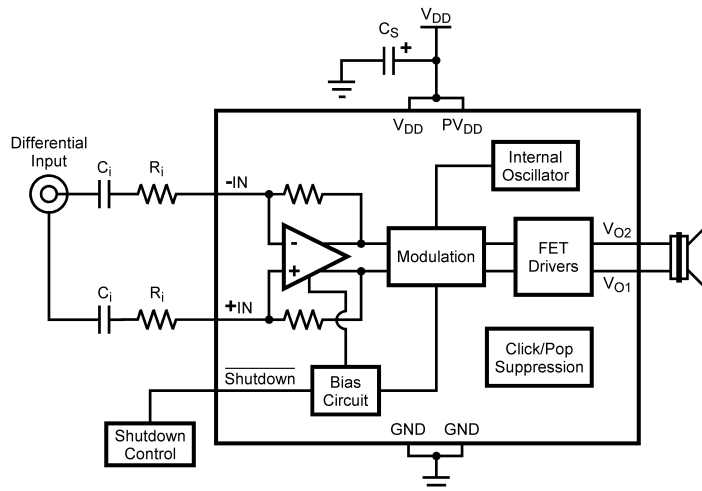 V_DD
C_S
+
V_DD PV_DD
Differential
Input
C_i
R_i
-IN
Internal
Oscillator
-
+
Modulation
FET
Drivers
V_O2
V_O1
C_i
R_i
+IN
Click/Pop
Suppression
Shutdown
Bias
Circuit
Shutdown
Control
GND GND